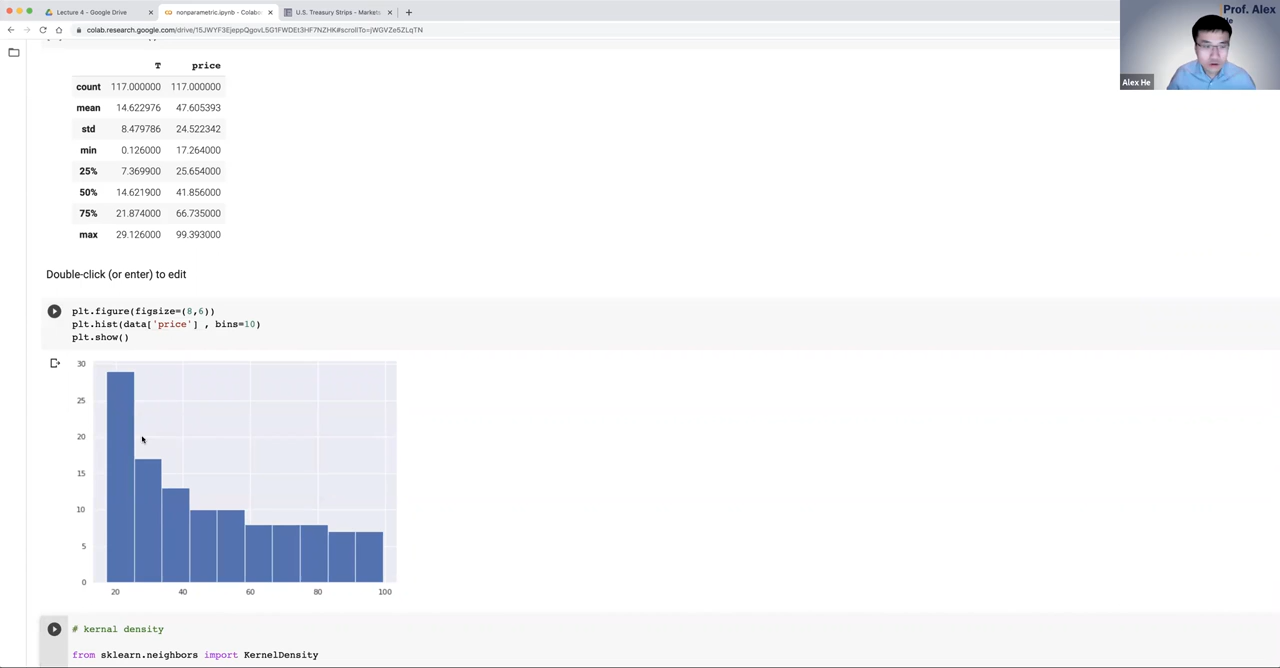 Lecture 4 - Google Drive
nonparametric.ipynb - Colabo
U.S. Treasury Strips - Markets
colab.research.google.com/drive/15JWYF3EjeppQgovL5G1FWDEt3HF7NZHK#scrollTo=jWGVZe5ZLqTN
Prof. Alex
He
Alex He
T price
count 117.000000 117.000000
mean 14.622976 47.605393
std 8.479786 24.522342
min 0.126000 17.264000
25% 7.369900 25.654000
50% 14.621900 41.856000
75% 21.874000 66.735000
max 29.126000 99.393000
Double-click (or enter) to edit
plt.figure(figsize=(8,6))
plt.hist(data['price'] , bins=10)
plt.show()
30
25
20
15
10
5
0
20 40 60 80 100
# kernal density
from sklearn.neighbors import KernelDensity